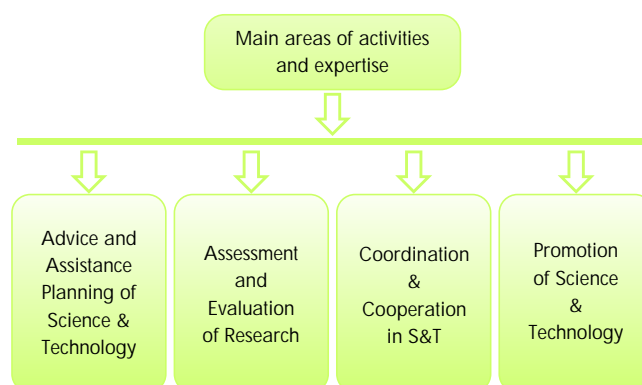 Main areas of activities
and expertise
Advice and
Assistance
Planning of
Science &
Technology
Assessment
and
Evaluation
of Research
Coordination
&
Cooperation
in S&T
Promotion
of Science
&
Technology